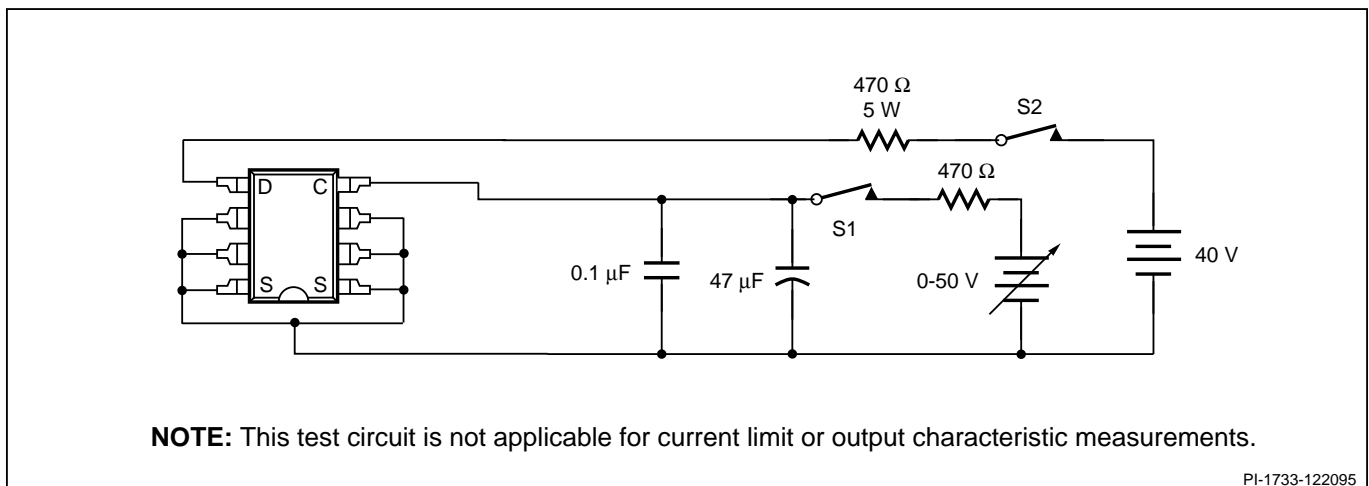 470 Ω
5 W
S2
D C
470 Ω
S1
0.1 µF
47 µF
0-50 V
40 V
S S
NOTE: This test circuit is not applicable for current limit or output characteristic measurements.
PI-1733-122095